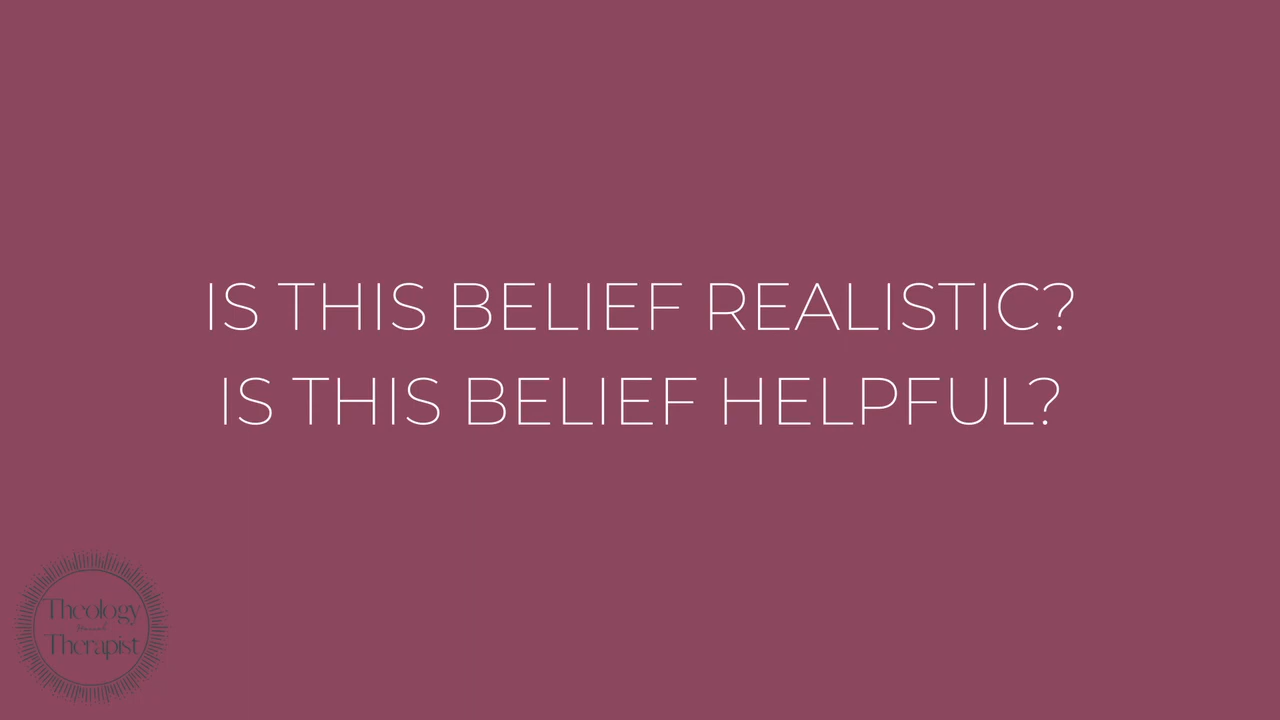 IS THIS BELIEF REALISTIC?
IS THIS BELIEF HELPFUL?
Theology
Therapist